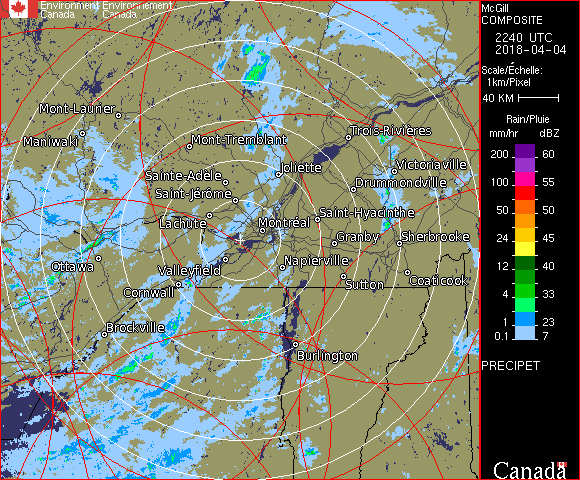 Environment Environnement
Canada Canada
McGill
COMPOSITE
2240 UTC
2018-04-04
Scale/Échelle:
1km/Pixel
40 KM
Rain/Pluie
mm/hr dBZ
200 60
150 57
100 55
50 50
24 45
12 40
4 33
1 23
0.1 7
PRECIPET
Canada
Mont-Laurier
Trois-Rivières
Maniwaki
Mont-Tremblant
Victoriaville
Joliette
Sainte-Adèle
Drummondville
Saint-Jérôme
Saint-Hyacinthe
Lachute
Montréal
Granby
Sherbrooke
Ottawa
Napierville
Valleyfield
Sutton
Coaticook
Cornwall
Brockville
Burlington